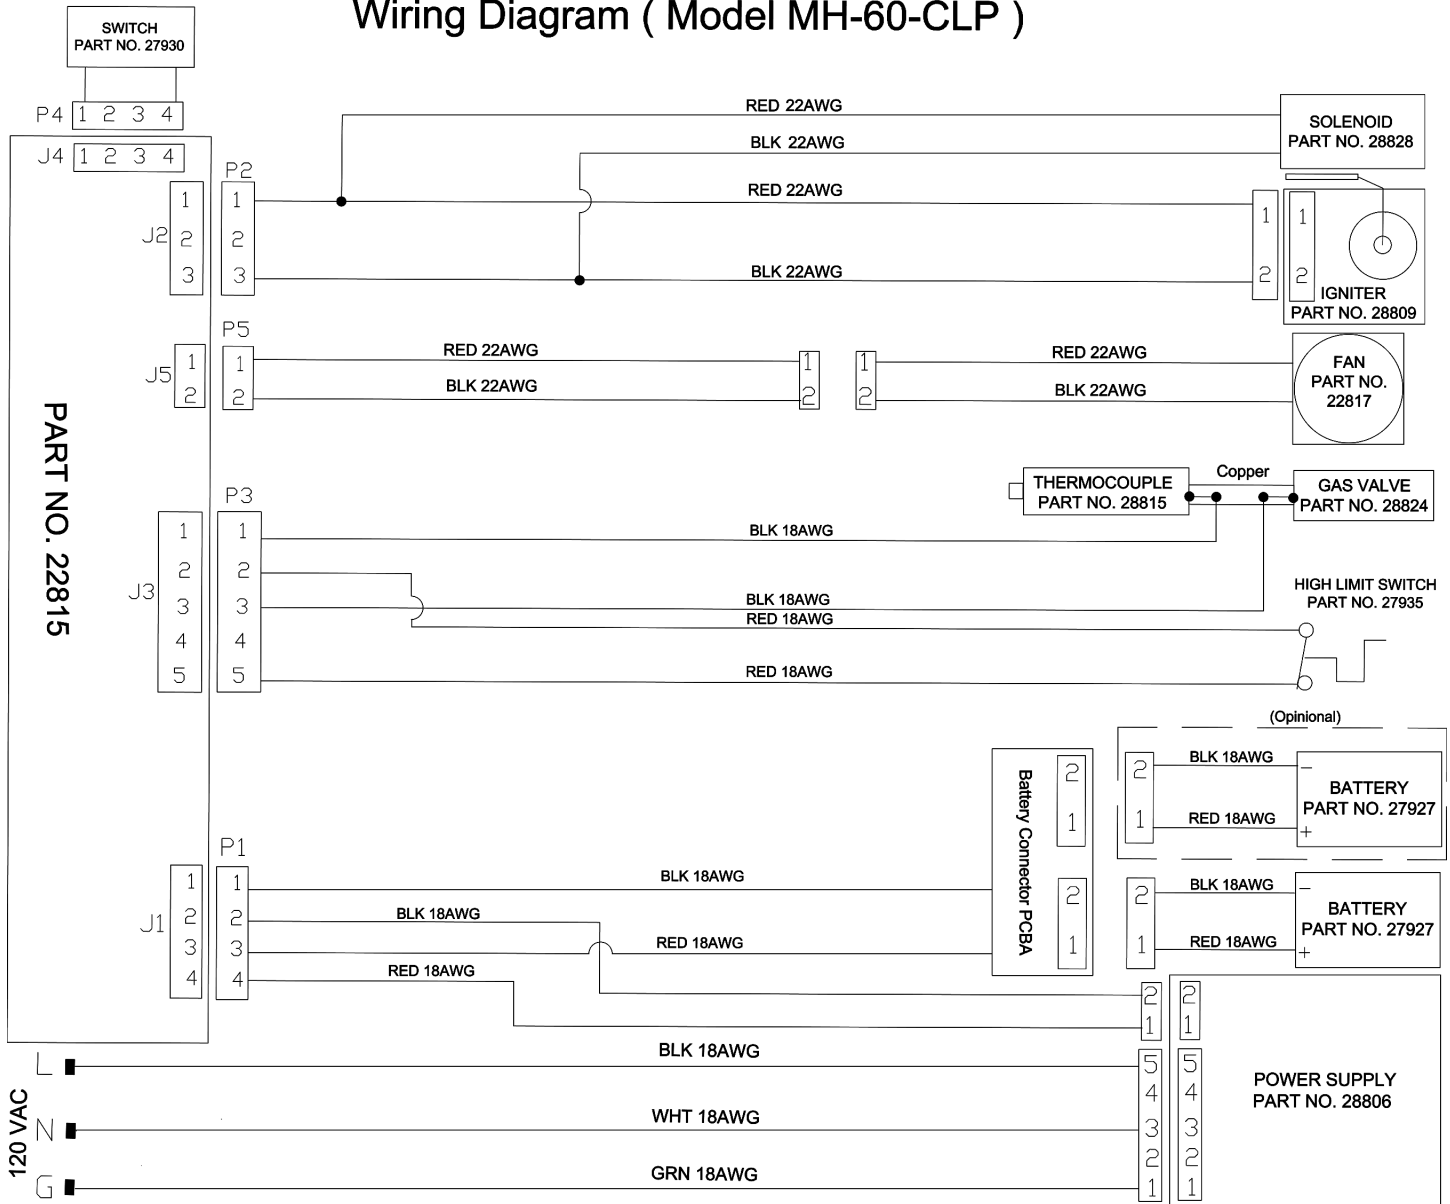 Wiring Diagram ( Model MH-60-CLP )
SWITCH
PART NO. 27930
P4 1 2 3 4
J4 1 2 3 4
PART NO. 22815
J2 1 2 3
P2 1 2 3
RED 22AWG
BLK 22AWG
RED 22AWG
BLK 22AWG
SOLENOID
PART NO. 28828
1 2
1 2
IGNITER
PART NO. 28809
J5 1 2
P5 1 2
RED 22AWG
BLK 22AWG
1 2
1 2
RED 22AWG
BLK 22AWG
FAN
PART NO.
22817
THERMOCOUPLE
PART NO. 28815
Copper
GAS VALVE
PART NO. 28824
J3 1 2 3 4 5
P3 1 2 3 4 5
BLK 18AWG
BLK 18AWG
RED 18AWG
RED 18AWG
HIGH LIMIT SWITCH
PART NO. 27935
(Opinional)
Battery Connector PCBA
2 1
2 1
2 1
BLK 18AWG
RED 18AWG
−
+
BATTERY
PART NO. 27927
2 1
BLK 18AWG
RED 18AWG
−
+
BATTERY
PART NO. 27927
J1 1 2 3 4
P1 1 2 3 4
BLK 18AWG
BLK 18AWG
RED 18AWG
RED 18AWG
2 1
2 1
5 4 3 2 1
5 4 3 2 1
POWER SUPPLY
PART NO. 28806
120 VAC
L
BLK 18AWG
N
WHT 18AWG
G
GRN 18AWG